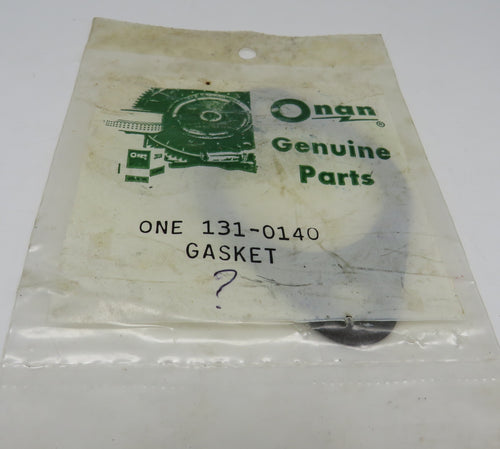 Onan®
Genuine
Parts
ONE 131-0140
GASKET
?